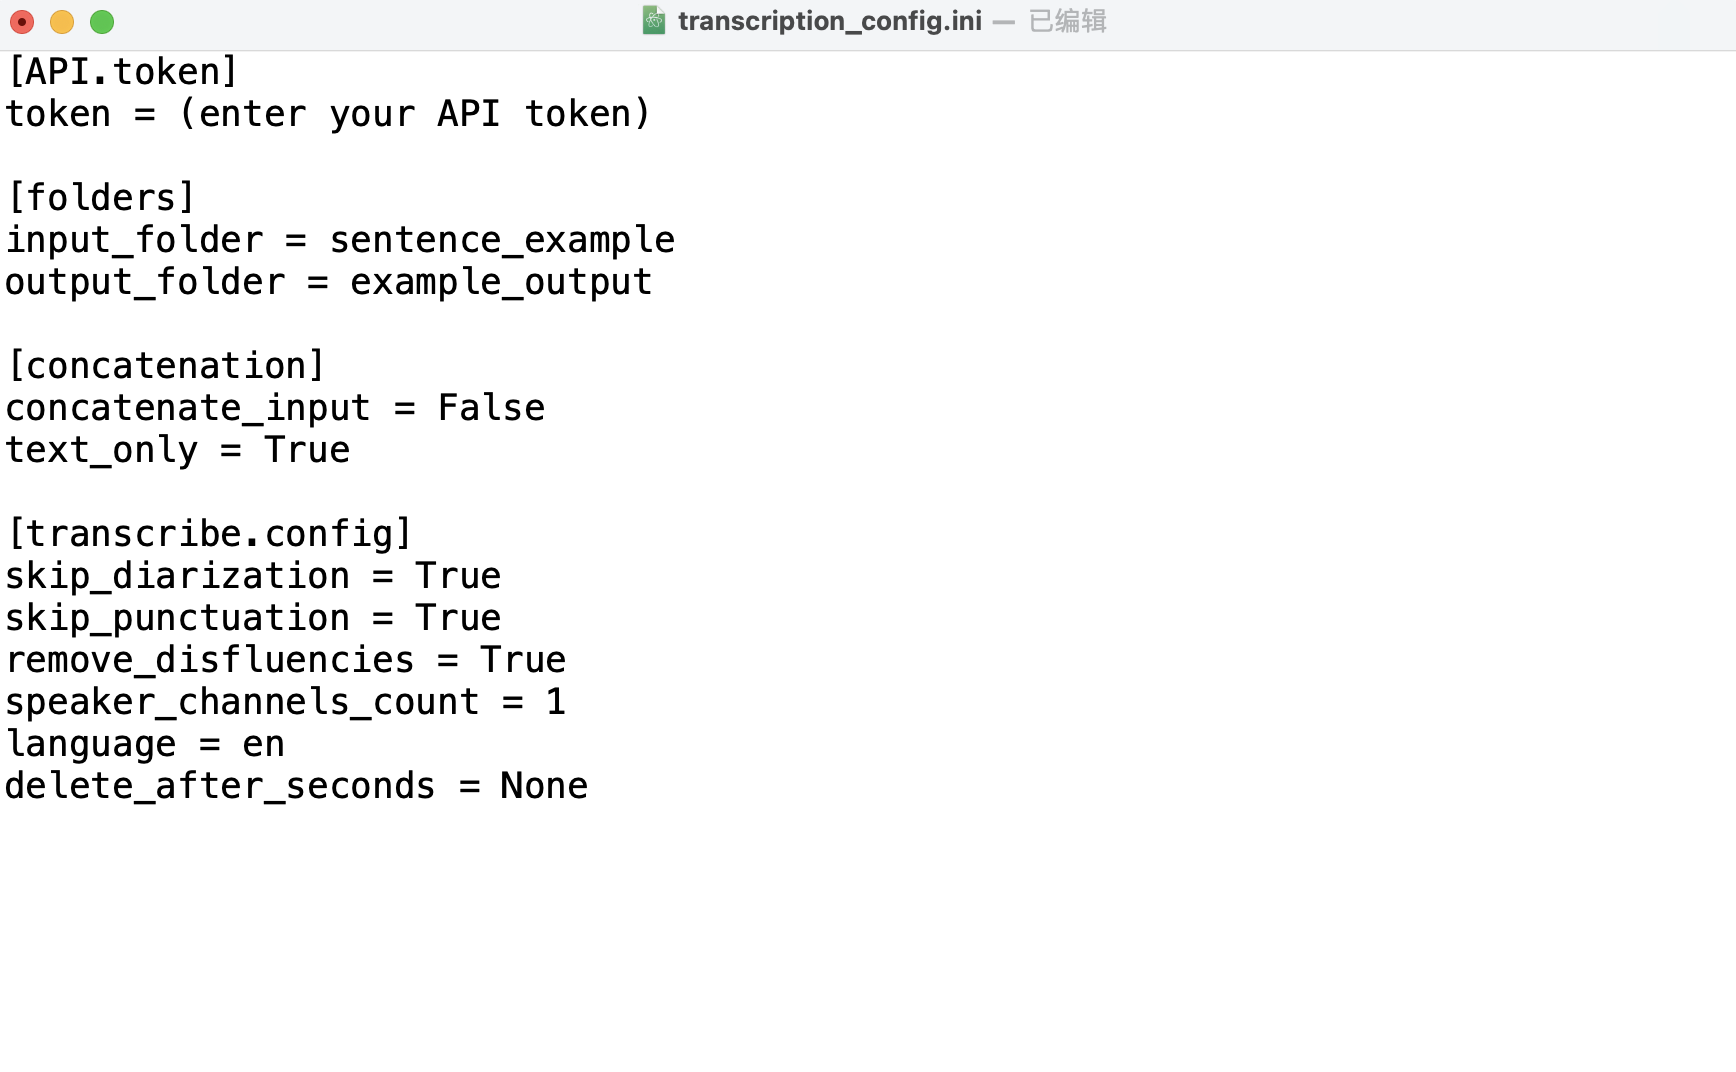 transcription_config.ini — 已编辑
[API.token]
token = (enter your API token)

[folders]
input_folder = sentence_example
output_folder = example_output

[concatenation]
concatenate_input = False
text_only = True

[transcribe.config]
skip_diarization = True
skip_punctuation = True
remove_disfluencies = True
speaker_channels_count = 1
language = en
delete_after_seconds = None